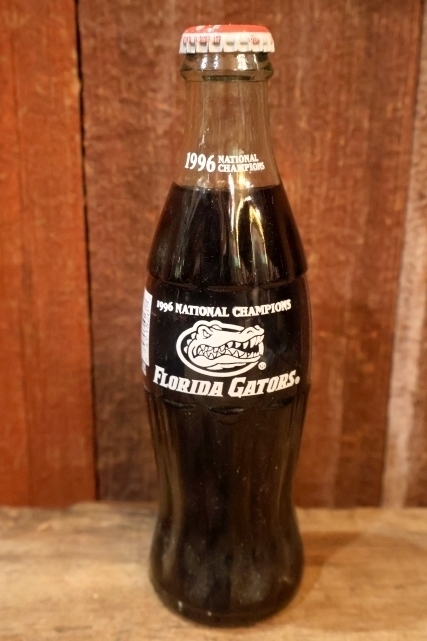 1996 NATIONAL
CHAMPIONS
1996 NATIONAL CHAMPIONS
®
FLORIDA GATORS®